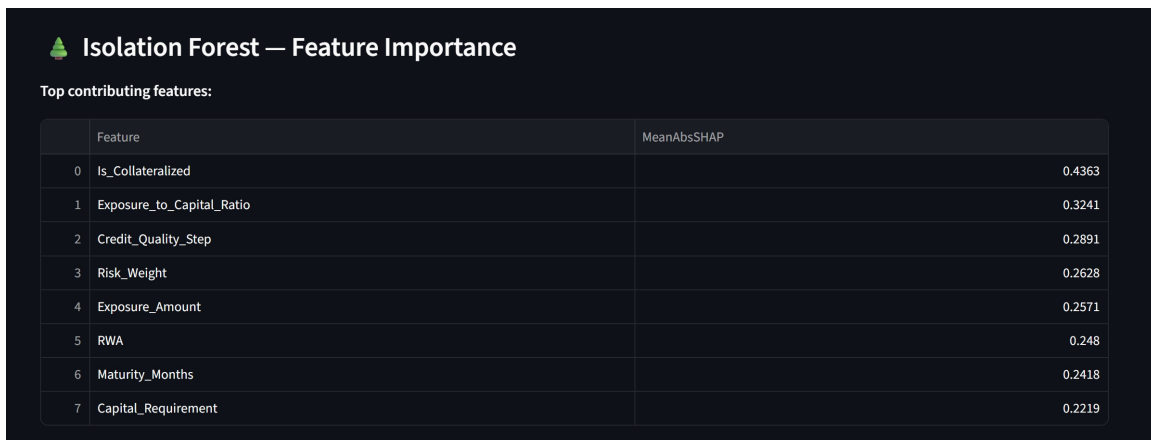 Isolation Forest — Feature Importance
Top contributing features:
Feature MeanAbsSHAP
0 Is_Collateralized 0.4363
1 Exposure_to_Capital_Ratio 0.3241
2 Credit_Quality_Step 0.2891
3 Risk_Weight 0.2628
4 Exposure_Amount 0.2571
5 RWA 0.248
6 Maturity_Months 0.2418
7 Capital_Requirement 0.2219